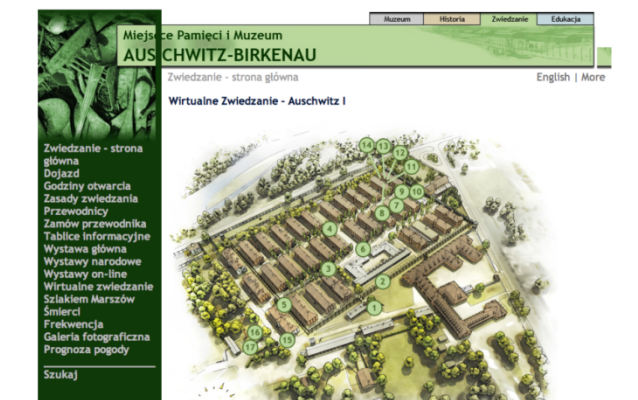 Muzeum Historia Zwiedzanie Edukacja
Miejsce Pamięci i Muzeum
AUSCHWITZ-BIRKENAU
Zwiedzanie - strona główna
English | More
Wirtualne Zwiedzanie - Auschwitz I
Zwiedzanie - strona
główna
Dojazd
Godziny otwarcia
Zasady zwiedzania
Przewodnicy
Zamów przewodnika
Tablice informacyjne
Wystawa główna
Wystawy narodowe
Wystawy on-line
Wirtualne zwiedzanie
Szlakiem Marszów
Śmierci
Frekwencja
Galeria fotograficzna
Prognoza pogody
Szukaj
14 13 12
11
9 10
7
8
4
6
3
2
5
1
16
15
17